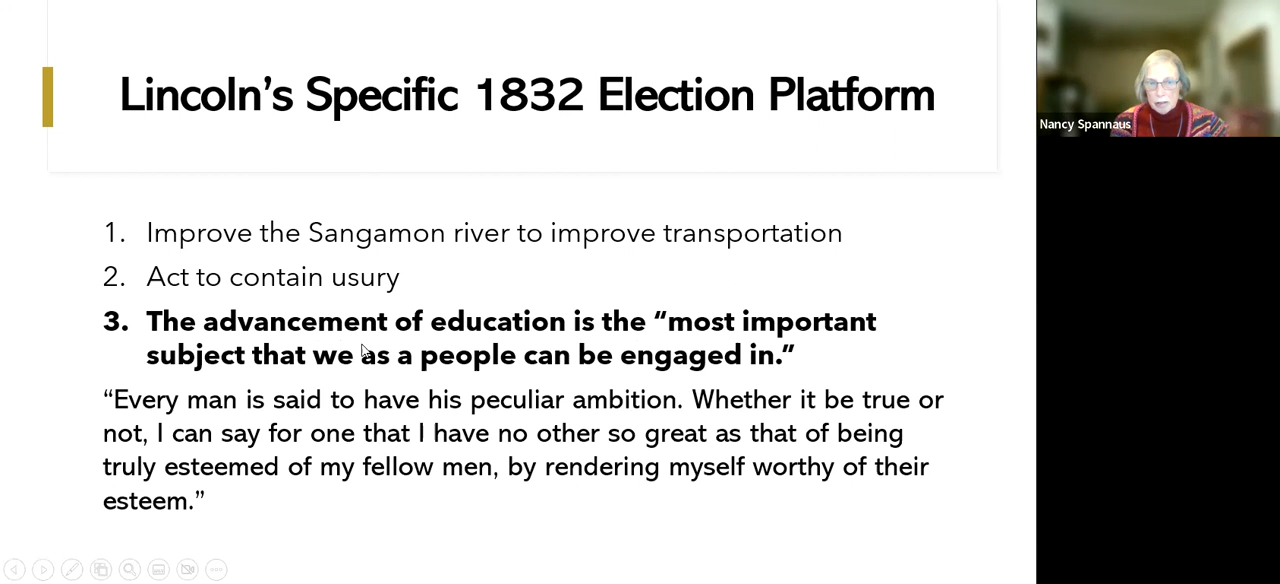 Lincoln’s Specific 1832 Election Platform
Nancy Spannaus
1. Improve the Sangamon river to improve transportation
2. Act to contain usury
3. The advancement of education is the “most important
subject that we as a people can be engaged in.”
“Every man is said to have his peculiar ambition. Whether it be true or
not, I can say for one that I have no other so great as that of being
truly esteemed of my fellow men, by rendering myself worthy of their
esteem.”